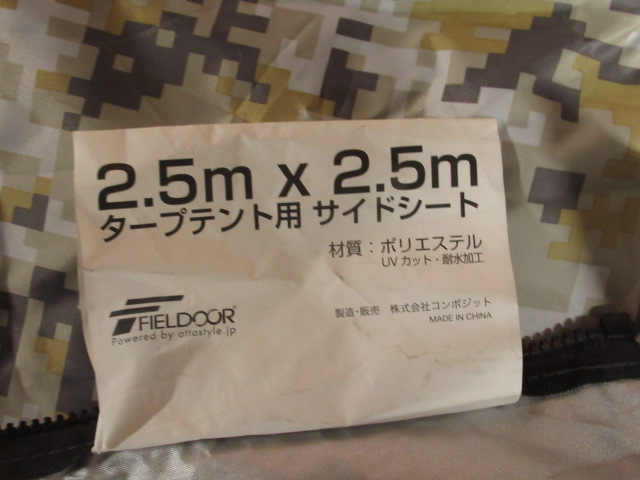 2.5m x 2.5m
タープテント用 サイドシート
材質：ポリエステル
UVカット・耐水加工
FIELDOOR®
Powered by ottostyle.jp
製造・販売 株式会社コンポジット
MADE IN CHINA